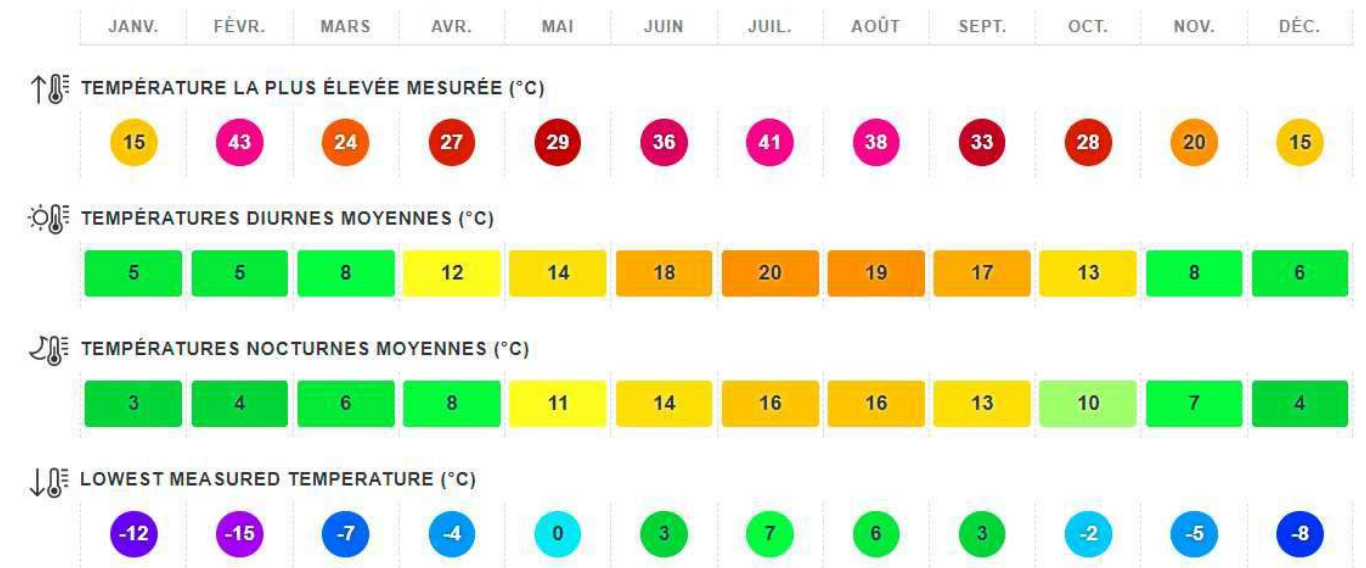 JANV. FÉVR. MARS AVR. MAI JUIN JUIL. AOÛT SEPT. OCT. NOV. DÉC.
TEMPÉRATURE LA PLUS ÉLEVÉE MESURÉE (°C)
15 43 24 27 29 36 41 38 33 28 20 15
TEMPÉRATURES DIURNES MOYENNES (°C)
5 5 8 12 14 18 20 19 17 13 8 6
TEMPÉRATURES NOCTURNES MOYENNES (°C)
3 4 6 8 11 14 16 16 13 10 7 4
LOWEST MEASURED TEMPERATURE (°C)
-12 -15 -7 -4 0 3 7 6 3 -2 -5 -8